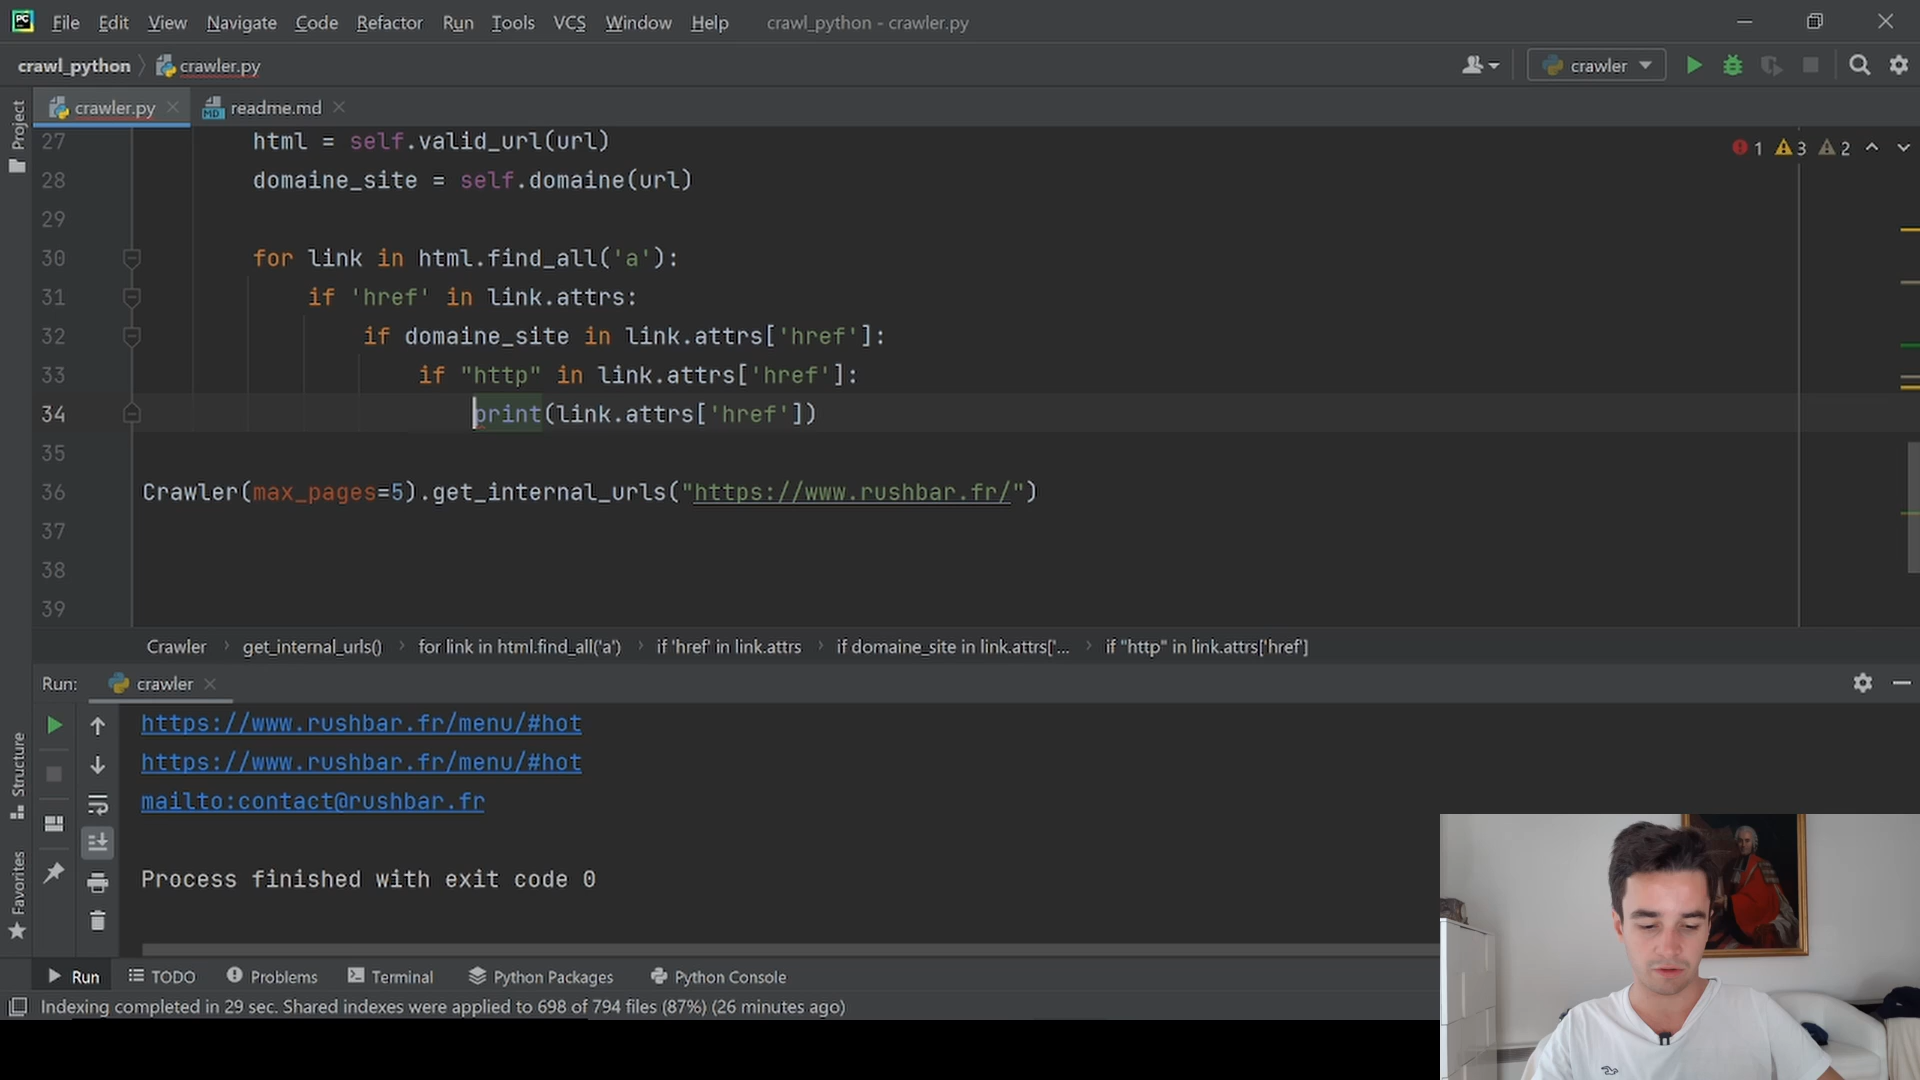 PC File Edit View Navigate Code Refactor Run Tools VCS Window Help crawl_python - crawler.py
crawl_python crawler.py crawler
crawler.py MD readme.md
Project
27 html = self.valid_url(url) 1 3 2
28 domaine_site = self.domaine(url)
29
30 for link in html.find_all('a'):
31 if 'href' in link.attrs:
32 if domaine_site in link.attrs['href']:
33 if "http" in link.attrs['href']:
34 print(link.attrs['href'])
35
36 Crawler(max_pages=5).get_internal_urls("https://www.rushbar.fr/")
37
38
39
Crawler get_internal_urls() for link in html.find_all('a') if 'href' in link.attrs if domaine_site in link.attrs['... if "http" in link.attrs['href']
Run: crawler
https://www.rushbar.fr/menu/#hot
https://www.rushbar.fr/menu/#hot
mailto:contact@rushbar.fr
Process finished with exit code 0
Structure
Favorites
Run TODO Problems Terminal Python Packages Python Console
Indexing completed in 29 sec. Shared indexes were applied to 698 of 794 files (87%) (26 minutes ago)